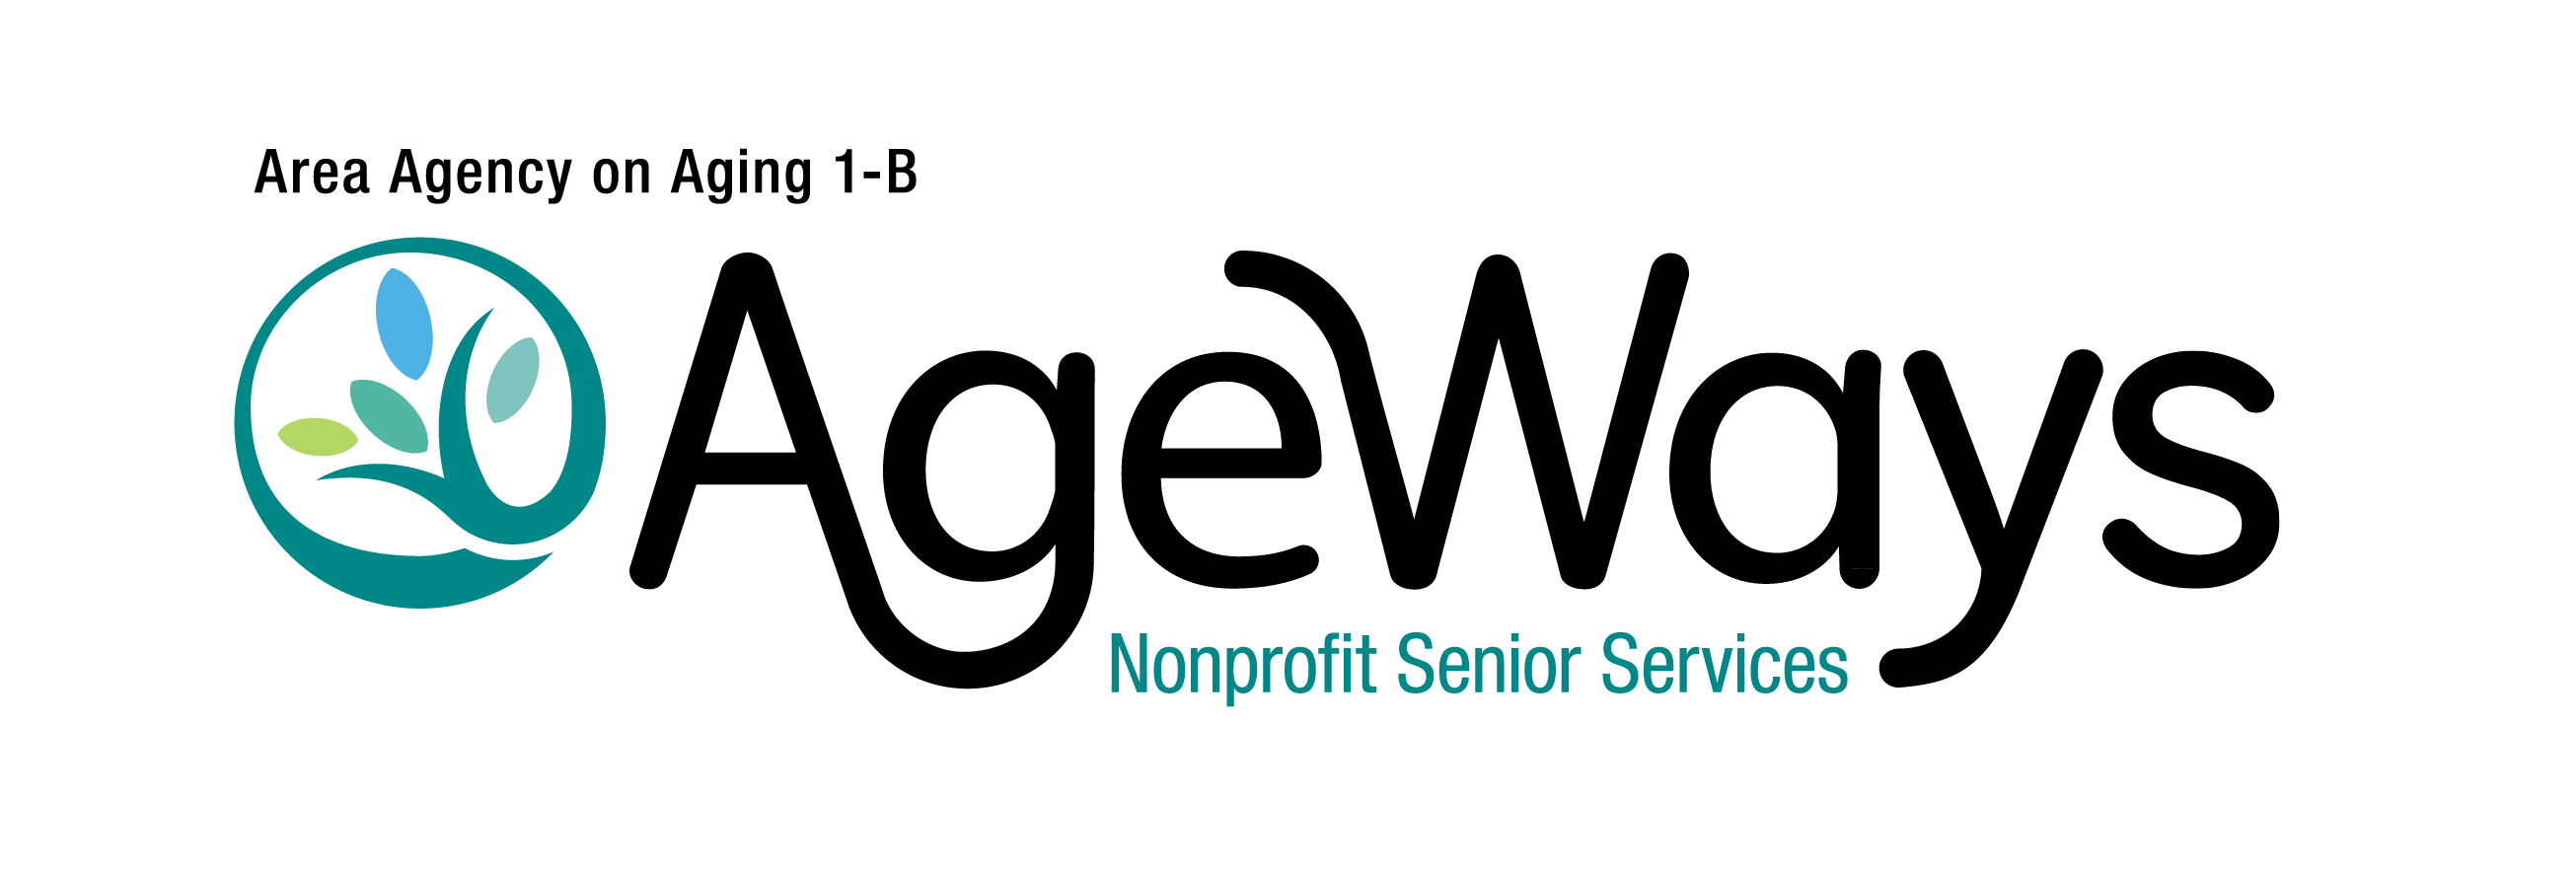 Area Agency on Aging 1-B
AgeWays
Nonprofit Senior Services